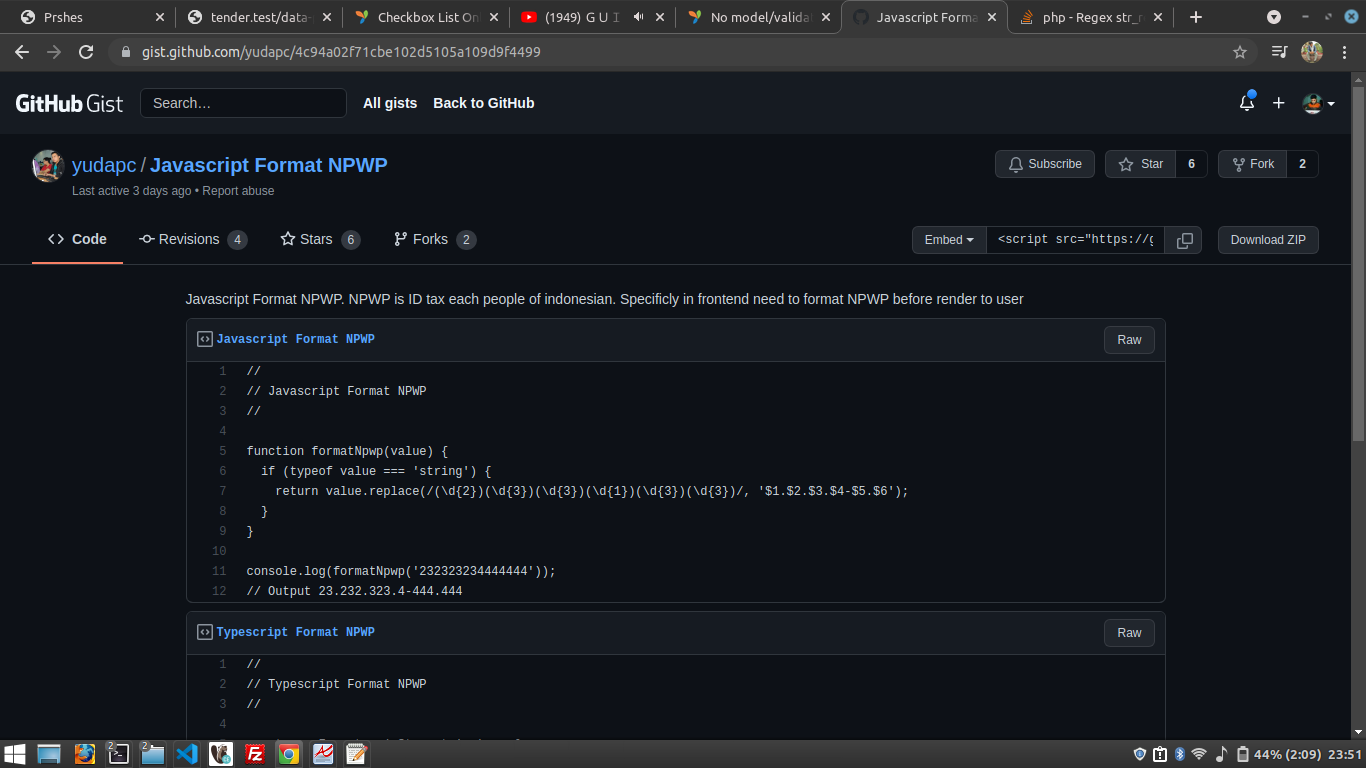 Prshes
tender.test/data-
Checkbox List On
(1949) G U I
No model/valida
Javascript Forma
php - Regex str_r
gist.github.com/yudapc/4c94a02f71cbe102d5105a109d9f4499
GitHub Gist
Search…
All gists
Back to GitHub
yudapc / Javascript Format NPWP
Last active 3 days ago • Report abuse
Subscribe
Star 6
Fork 2
Code
Revisions 4
Stars 6
Forks 2
Embed
<script src="https://g
Download ZIP
Javascript Format NPWP. NPWP is ID tax each people of indonesian. Specificly in frontend need to format NPWP before render to user
Javascript Format NPWP
Raw
1 //
2 // Javascript Format NPWP
3 //
4
5 function formatNpwp(value) {
6 if (typeof value === 'string') {
7 return value.replace(/(\d{2})(\d{3})(\d{3})(\d{1})(\d{3})(\d{3})/, '$1.$2.$3.$4-$5.$6');
8 }
9 }
10
11 console.log(formatNpwp('232323234444444'));
12 // Output 23.232.323.4-444.444
Typescript Format NPWP
Raw
1 //
2 // Typescript Format NPWP
3 //
4
2
2
44% (2:09) 23:51